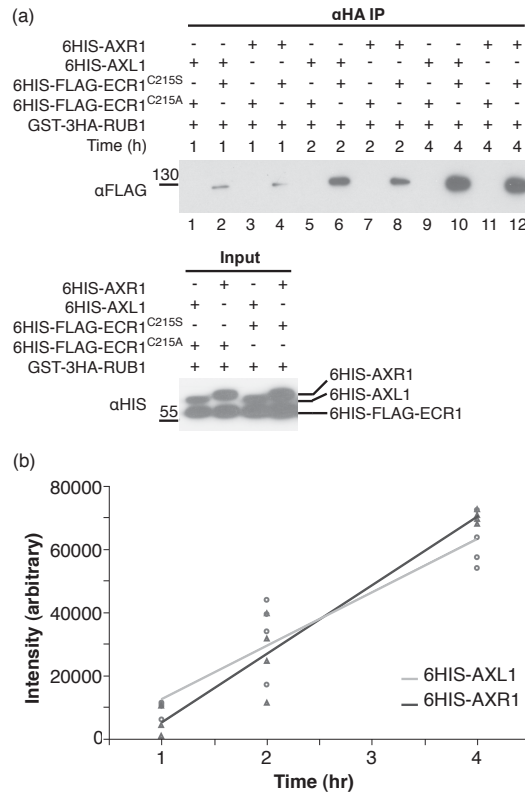 (a)
αHA IP
6HIS-AXR1 - - + + - - + + - - + +
6HIS-AXL1 + + - - + + - - + + - -
6HIS-FLAG-ECR1C215S - + - + - + - + - + - +
6HIS-FLAG-ECR1C215A + - + - + - + - + - + -
GST-3HA-RUB1 + + + + + + + + + + + +
Time (h) 1 1 1 1 2 2 2 2 4 4 4 4
130
αFLAG
1 2 3 4 5 6 7 8 9 10 11 12
Input
6HIS-AXR1 - + - +
6HIS-AXL1 + - + -
6HIS-FLAG-ECR1C215S - - + +
6HIS-FLAG-ECR1C215A + + - -
GST-3HA-RUB1 + + + +
αHIS
55
6HIS-AXR1
6HIS-AXL1
6HIS-FLAG-ECR1
(b)
80000
60000
40000
20000
0
Intensity (arbitrary)
6HIS-AXL1
6HIS-AXR1
1 2 3 4
Time (hr)